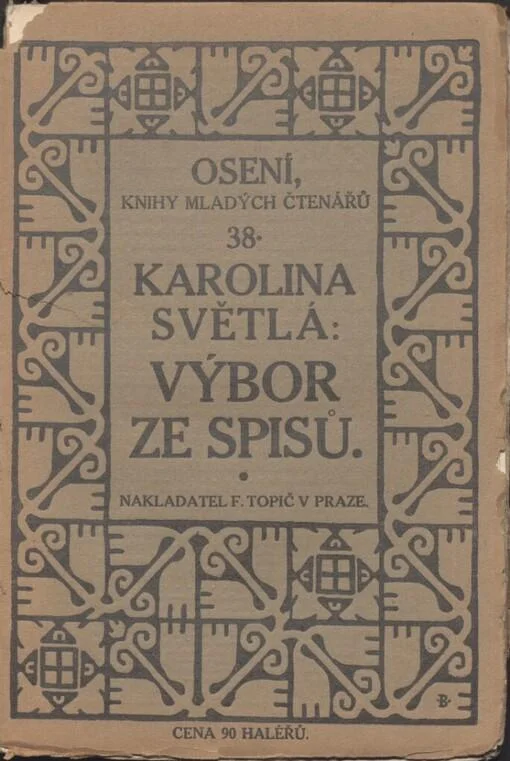 OSENÍ,
KNIHY MLADÝCH ČTENÁŘŮ
38·
KAROLINA
SVĚTLÁ:
VÝBOR
ZE SPISŮ.
NAKLADATEL F. TOPIČ V PRAZE.
B·
CENA 90 HALÉŘŮ.